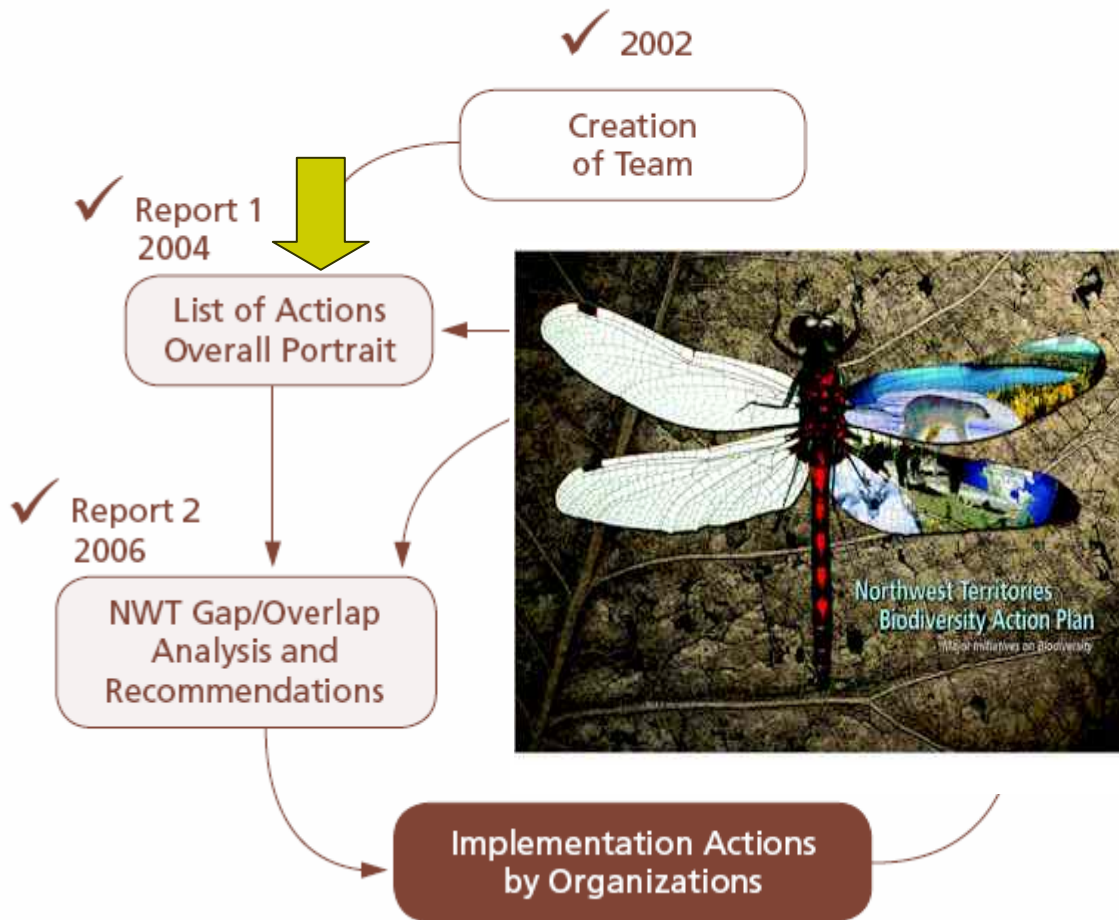 2002
Creation
of Team
Report 1
2004
List of Actions
Overall Portrait
Report 2
2006
NWT Gap/Overlap
Analysis and
Recommendations
Northwest Territories
Biodiversity Action Plan
Major Initiatives on Biodiversity
Implementation Actions
by Organizations